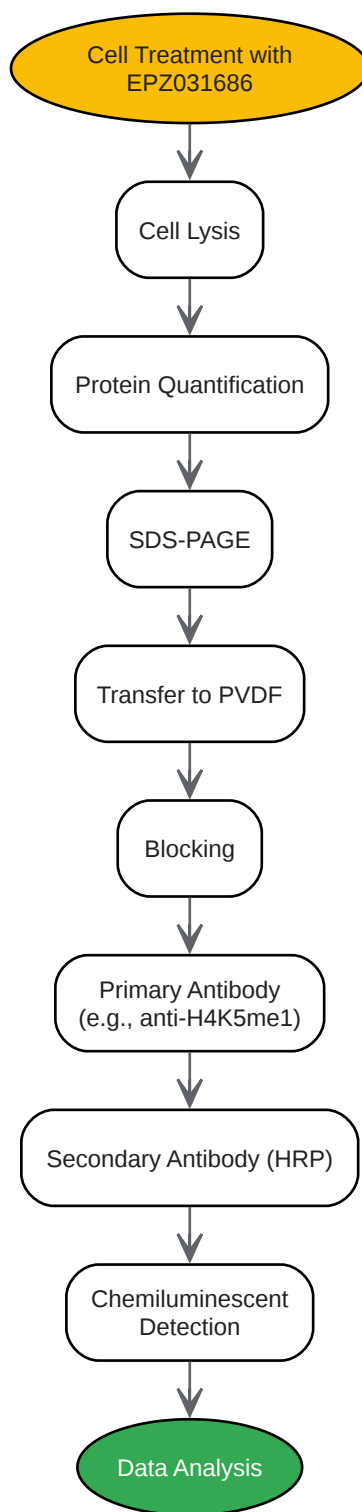 Cell Treatment with
EPZ031686
Cell Lysis
Protein Quantification
SDS-PAGE
Transfer to PVDF
Blocking
Primary Antibody
(e.g., anti-H4K5me1)
Secondary Antibody (HRP)
Chemiluminescent
Detection
Data Analysis